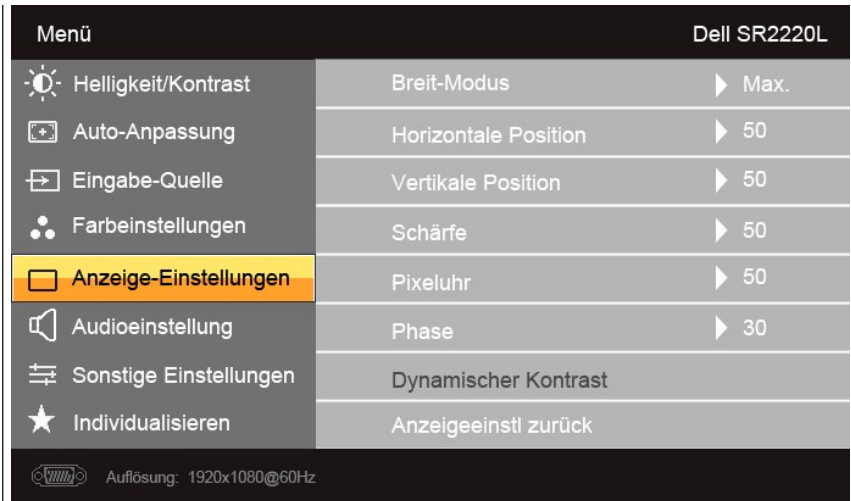 Menü Dell SR2220L
Helligkeit/Kontrast Breit-Modus Max.
Auto-Anpassung Horizontale Position 50
Eingabe-Quelle Vertikale Position 50
Farbeinstellungen Schärfe 50
Anzeige-Einstellungen Pixeluhr 50
Audioeinstellung Phase 30
Sonstige Einstellungen Dynamischer Kontrast
Individualisieren Anzeigeeinstl zurück
Auflösung: 1920x1080@60Hz